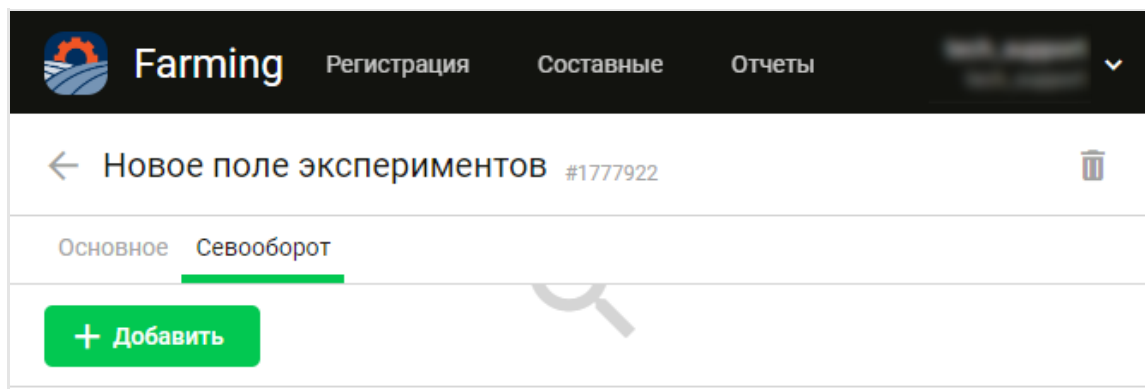 Farming Регистрация Составные Отчеты
Новое поле экспериментов #1777922
Основное Севооборот
+ Добавить